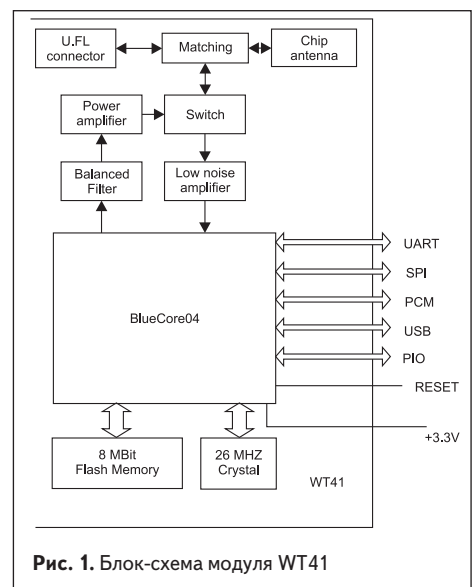 U.FL
connector
Matching
Chip
antenna
Power
amplifier
Switch
Balanced
Filter
Low noise
amplifier
BlueCore04
UART
SPI
PCM
USB
PIO
RESET
+3.3V
8 MBit
Flash Memory
26 MHZ
Crystal
WT41
Рис. 1. Блок-схема модуля WT41